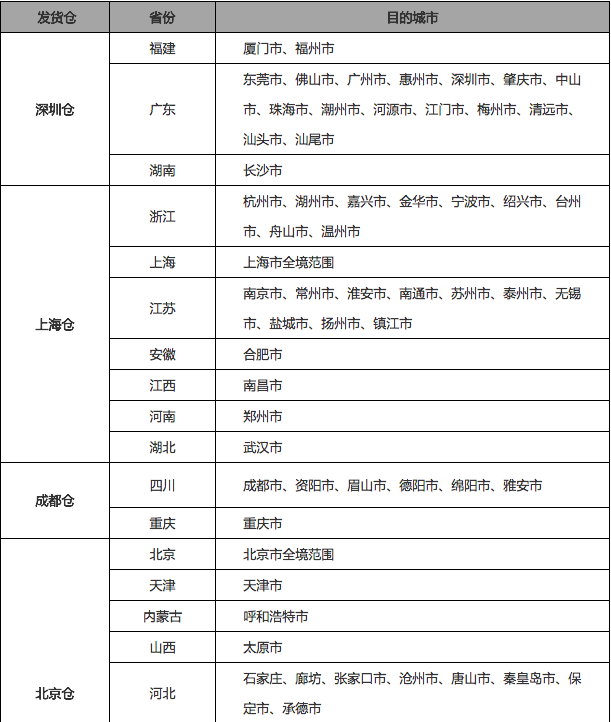 发货仓 省份 目的城市
福建 厦门市、福州市
东莞市、佛山市、广州市、惠州市、深圳市、肇庆市、中山
深圳仓 广东 市、珠海市、潮州市、河源市、江门市、梅州市、清远市、
汕头市、汕尾市
湖南 长沙市
杭州市、湖州市、嘉兴市、金华市、宁波市、绍兴市、台州
浙江
市、舟山市、温州市
上海 上海市全境范围
南京市、常州市、淮安市、南通市、苏州市、泰州市、无锡
江苏
市、盐城市、扬州市、镇江市
上海仓
安徽 合肥市
江西 南昌市
河南 郑州市
湖北 武汉市
四川 成都市、资阳市、眉山市、德阳市、绵阳市、雅安市
成都仓
重庆 重庆市
北京 北京市全境范围
天津 天津市
内蒙古 呼和浩特市
山西 太原市
石家庄、廊坊、张家口市、沧州市、唐山市、秦皇岛市、保
北京仓 河北
定市、承德市